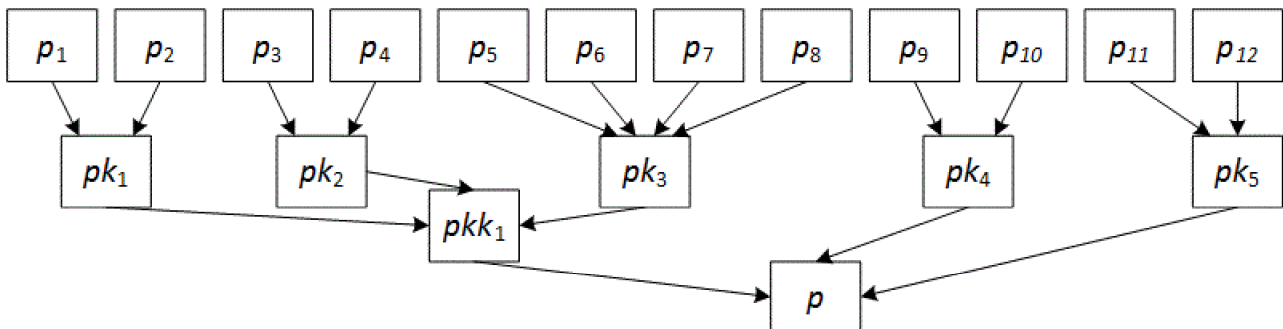 p₁ p₂ p₃ p₄ p₅ p₆ p₇ p₈ p₉ p₁₀ p₁₁ p₁₂
pk₁ pk₂ pk₃ pk₄ pk₅
pkk₁
p